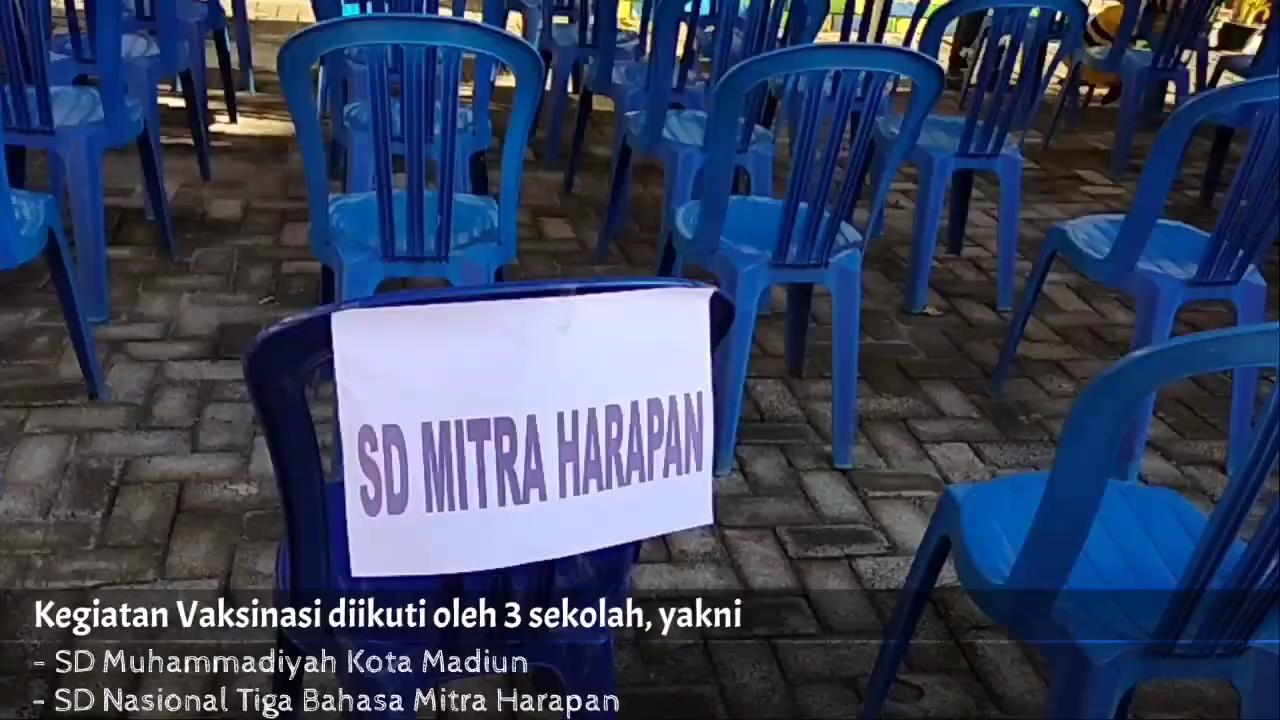 SD MITRA HARAPAN
Kegiatan Vaksinasi diikuti oleh 3 sekolah, yakni
- SD Muhammadiyah Kota Madiun
- SD Nasional Tiga Bahasa Mitra Harapan